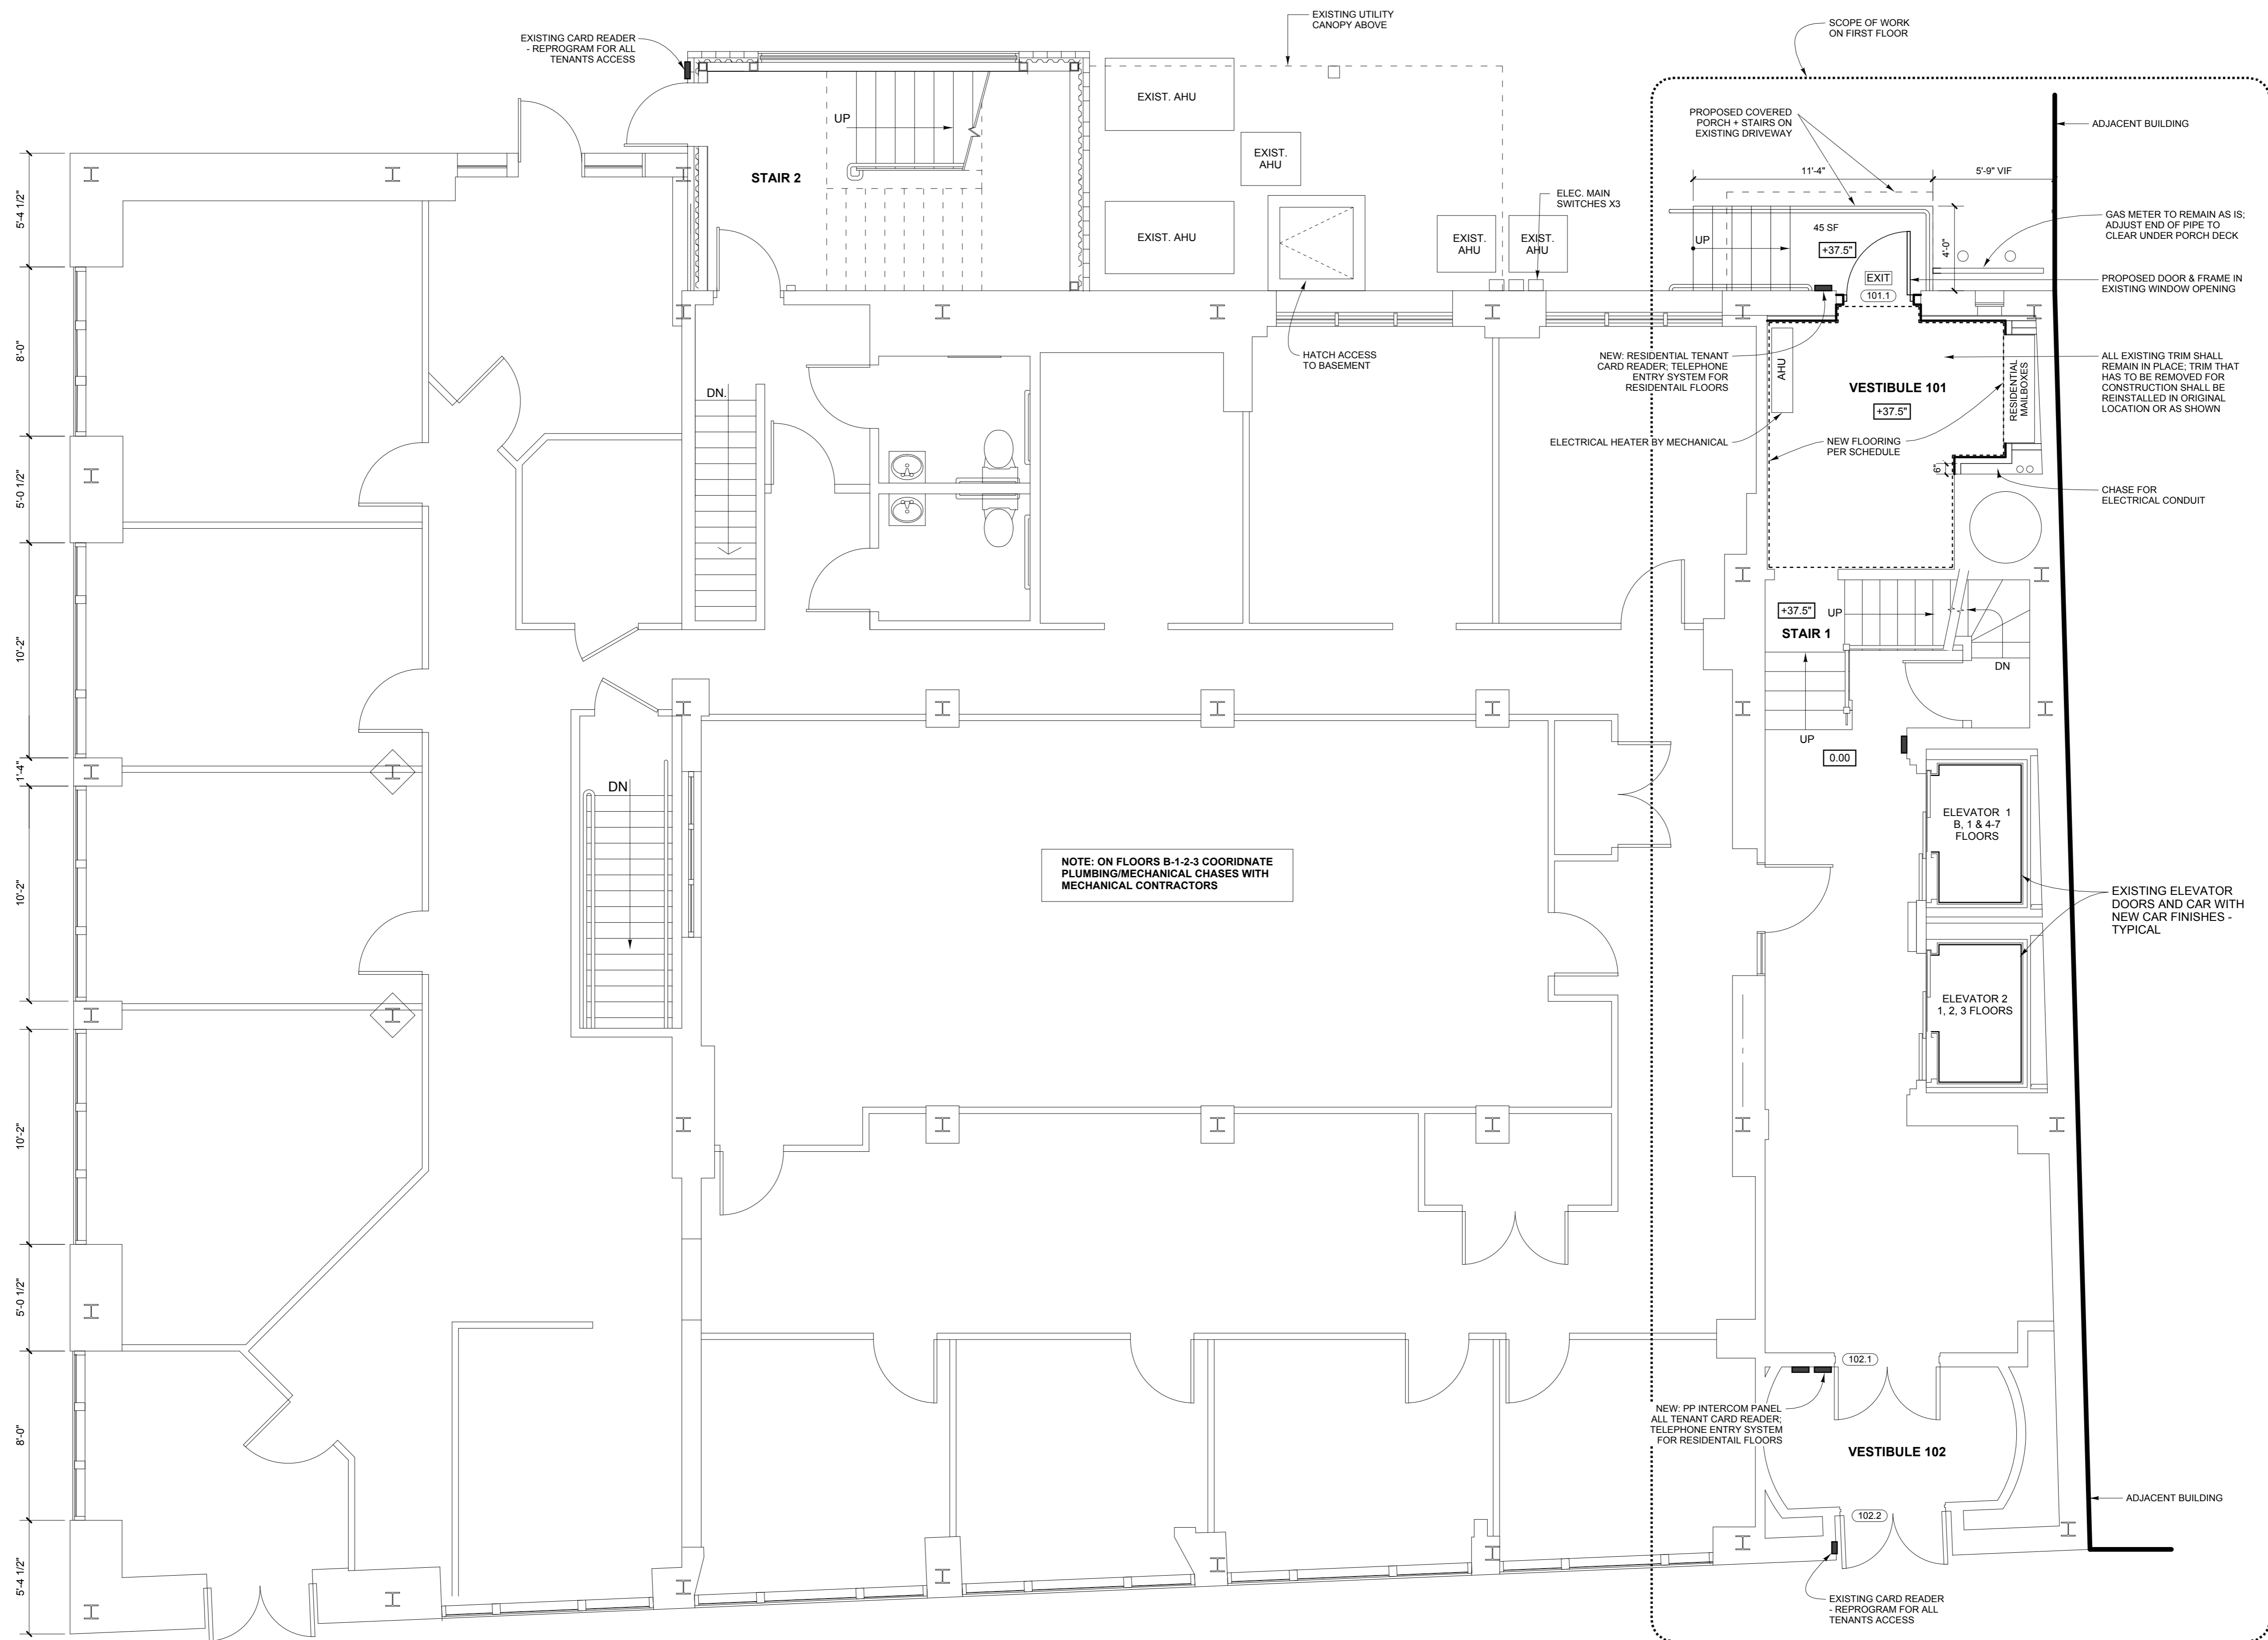 EXISTING UTILITY
CANOPY ABOVE
SCOPE OF WORK
ON FIRST FLOOR
EXISTING CARD READER
- REPROGRAM FOR ALL
TENANTS ACCESS
EXIST. AHU
UP
STAIR 2
EXIST.
AHU
EXIST. AHU
ELEC. MAIN
SWITCHES X3
EXIST.
AHU
EXIST.
AHU
HATCH ACCESS
TO BASEMENT
PROPOSED COVERED
PORCH + STAIRS ON
EXISTING DRIVEWAY
ADJACENT BUILDING
11'-4"
5'-9" VIF
45 SF
+37.5"
UP
4'-0"
EXIT
101.1
GAS METER TO REMAIN AS IS;
ADJUST END OF PIPE TO
CLEAR UNDER PORCH DECK
PROPOSED DOOR & FRAME IN
EXISTING WINDOW OPENING
NEW: RESIDENTIAL TENANT
CARD READER; TELEPHONE
ENTRY SYSTEM FOR
RESIDENTAIL FLOORS
AHU
VESTIBULE 101
+37.5"
RESIDENTIAL
MAILBOXES
ALL EXISTING TRIM SHALL
REMAIN IN PLACE; TRIM THAT
HAS TO BE REMOVED FOR
CONSTRUCTION SHALL BE
REINSTALLED IN ORIGINAL
LOCATION OR AS SHOWN
ELECTRICAL HEATER BY MECHANICAL
NEW FLOORING
PER SCHEDULE
6"
CHASE FOR
ELECTRICAL CONDUIT
5'-4 1/2"
8'-0"
5'-0 1/2"
10'-2"
1'-4"
10'-2"
10'-2"
5'-0 1/2"
8'-0"
5'-4 1/2"
DN.
DN
+37.5"
UP
STAIR 1
DN
UP
0.00
NOTE: ON FLOORS B-1-2-3 COORIDNATE
PLUMBING/MECHANICAL CHASES WITH
MECHANICAL CONTRACTORS
ELEVATOR 1
B, 1 & 4-7
FLOORS
EXISTING ELEVATOR
DOORS AND CAR WITH
NEW CAR FINISHES -
TYPICAL
ELEVATOR 2
1, 2, 3 FLOORS
102.1
NEW: PP INTERCOM PANEL
ALL TENANT CARD READER;
TELEPHONE ENTRY SYSTEM
FOR RESIDENTAIL FLOORS
VESTIBULE 102
102.2
ADJACENT BUILDING
EXISTING CARD READER
- REPROGRAM FOR ALL
TENANTS ACCESS